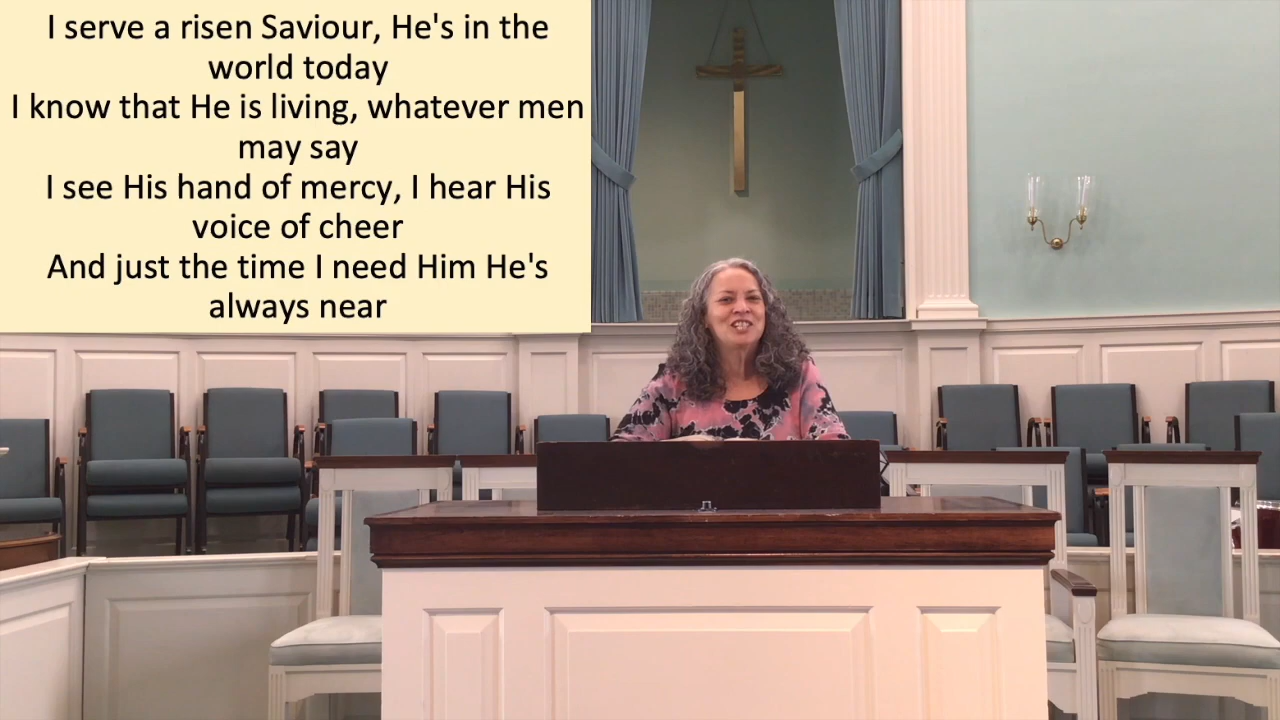 I serve a risen Saviour, He's in the
world today
I know that He is living, whatever men
may say
I see His hand of mercy, I hear His
voice of cheer
And just the time I need Him He's
always near